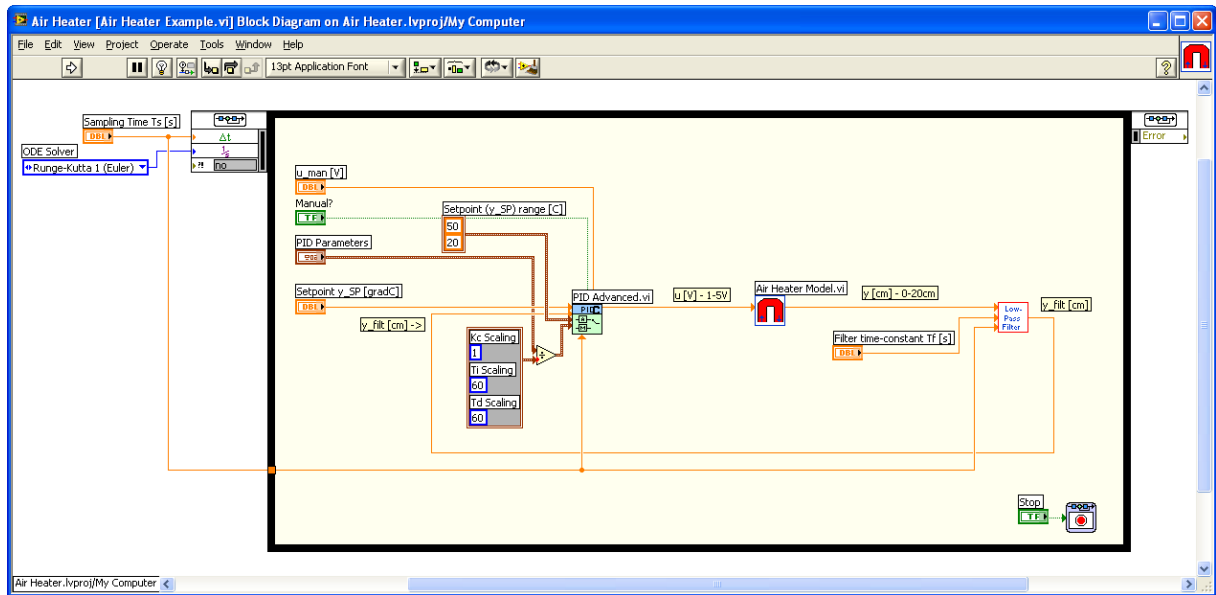 Air Heater [Air Heater Example.vi] Block Diagram on Air Heater.lvproj/My Computer
File Edit View Project Operate Tools Window Help
13pt Application Font
Sampling Time Ts [s]
DBL
Δt
Error
ODE Solver
Runge-Kutta 1 (Euler)
?! no
u_man [V]
DBL
Manual?
TF
Setpoint (y_SP) range [C]
50
20
PID Parameters
Setpoint y_SP [gradC]
DBL
PID Advanced.vi
PID
u [V] - 1-5V
Air Heater Model.vi
y [cm] - 0-20cm
Low-
Pass
Filter
y_filt [cm]
y_filt [cm] ->
Kc Scaling
1
Ti Scaling
60
Td Scaling
60
Filter time-constant Tf [s]
DBL
Stop
TF
Air Heater.lvproj/My Computer